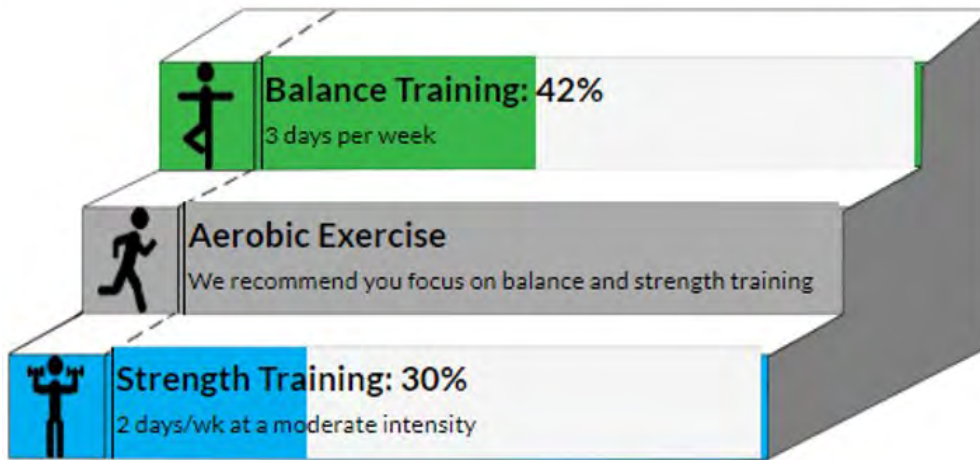 Balance Training: 42%
3 days per week
Aerobic Exercise
We recommend you focus on balance and strength training
Strength Training: 30%
2 days/wk at a moderate intensity